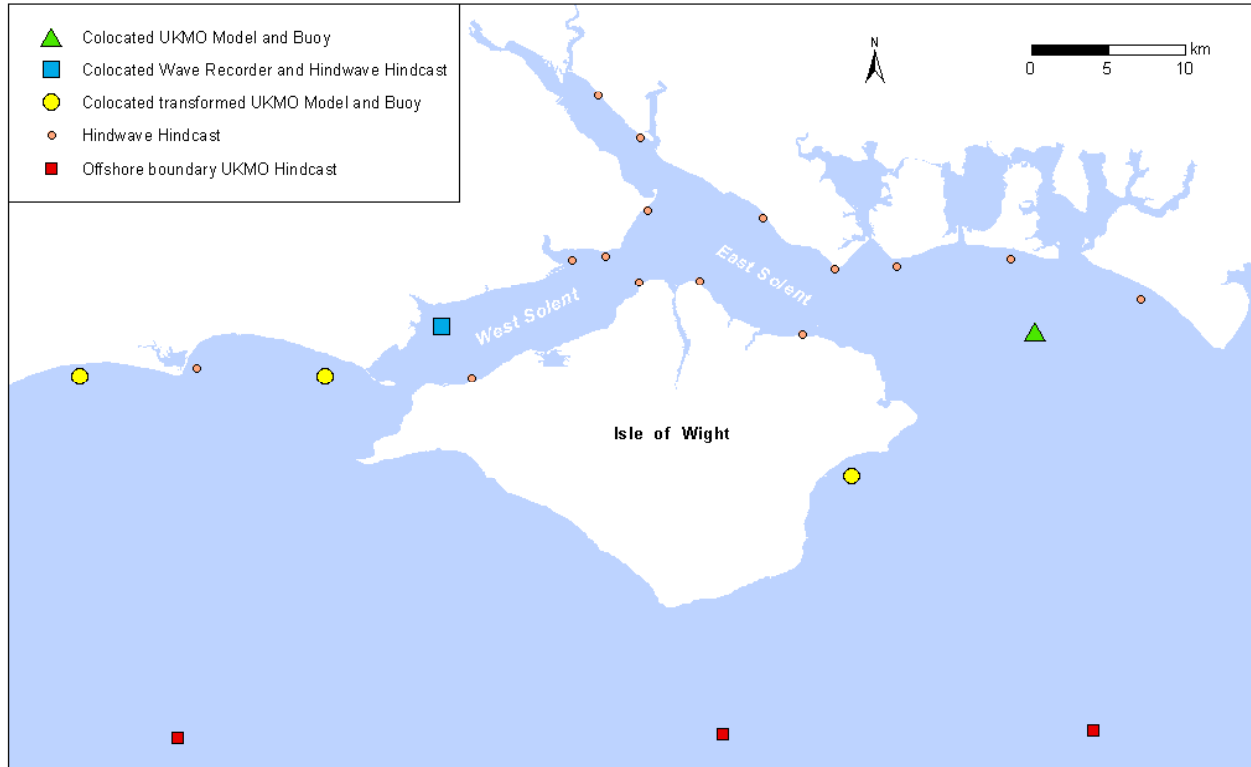 Colocated UKMO Model and Buoy
Colocated Wave Recorder and Hindwave Hindcast
Colocated transformed UKMO Model and Buoy
Hindwave Hindcast
Offshore boundary UKMO Hindcast
N
km
0 5 10
East Solent
West Solent
Isle of Wight